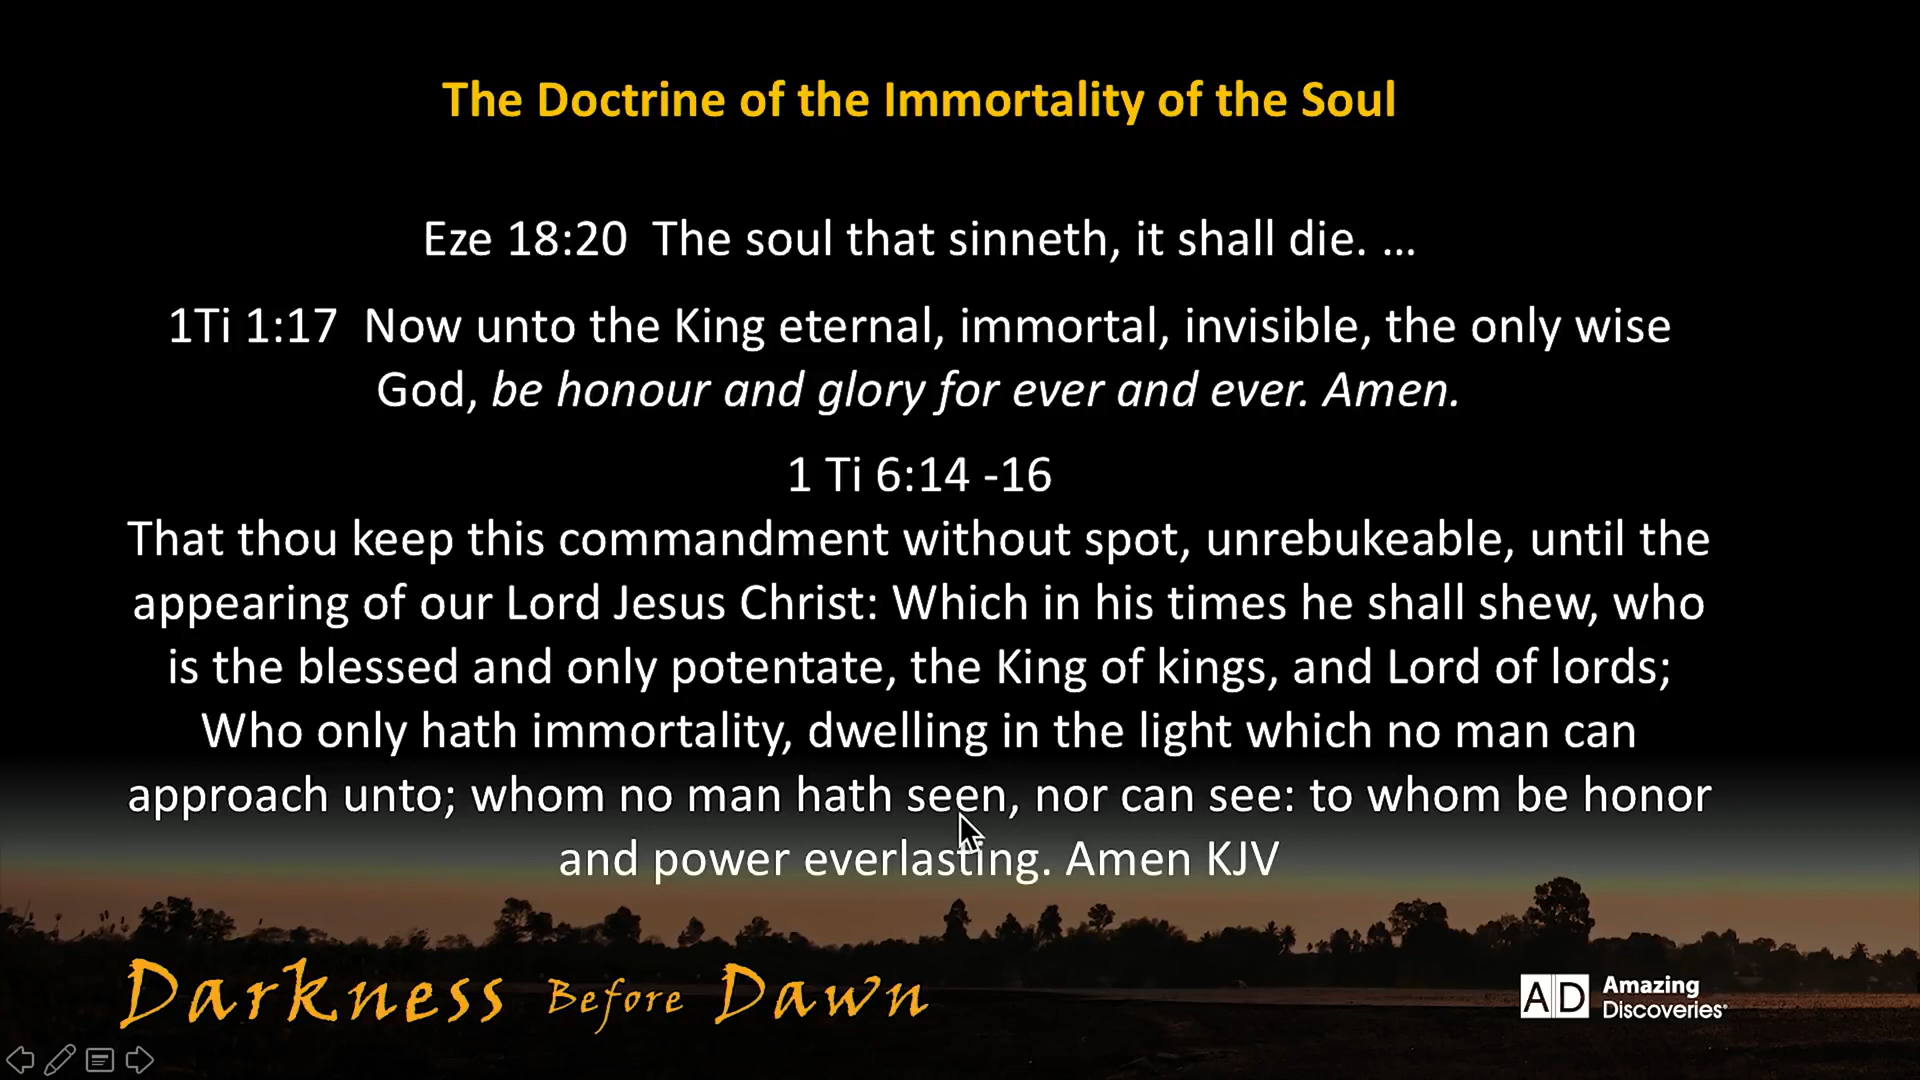 The Doctrine of the Immortality of the Soul
Eze 18:20  The soul that sinneth, it shall die. ...
1Ti 1:17  Now unto the King eternal, immortal, invisible, the only wise
God, be honour and glory for ever and ever. Amen.
1 Ti 6:14 -16
That thou keep this commandment without spot, unrebukeable, until the
appearing of our Lord Jesus Christ: Which in his times he shall shew, who
is the blessed and only potentate, the King of kings, and Lord of lords;
Who only hath immortality, dwelling in the light which no man can
approach unto; whom no man hath seen, nor can see: to whom be honor
and power everlasting. Amen KJV
Darkness Before Dawn
AD Amazing
Discoveries